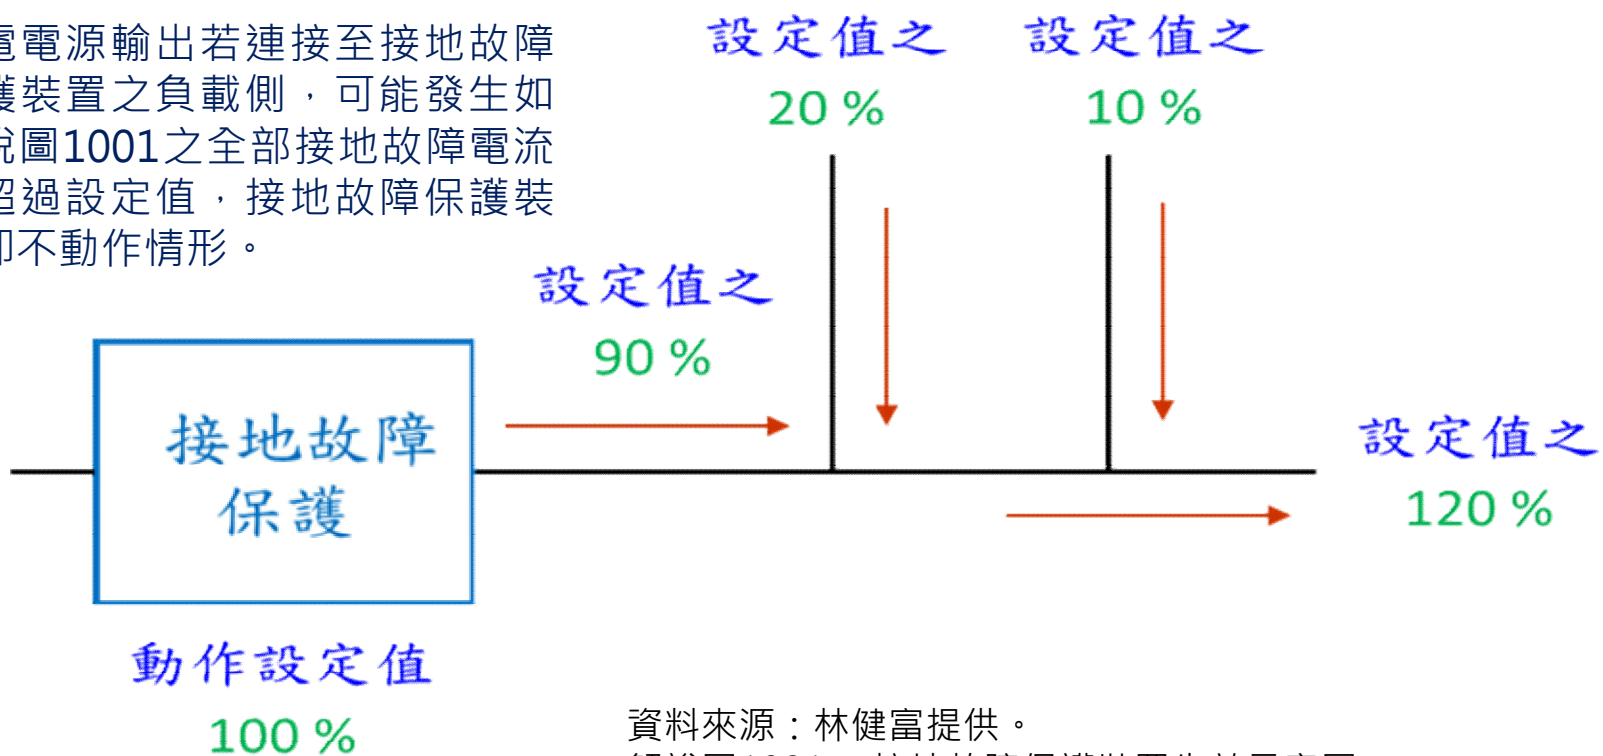 電電源輸出若連接至接地故障
護裝置之負載側，可能發生如
說圖1001之全部接地故障電流
超過設定值，接地故障保護裝
卻不動作情形。
設定值之
20 %
設定值之
10 %
設定值之
90 %
接地故障
保護
設定值之
120 %
動作設定值
100 %
資料來源：林健富提供。